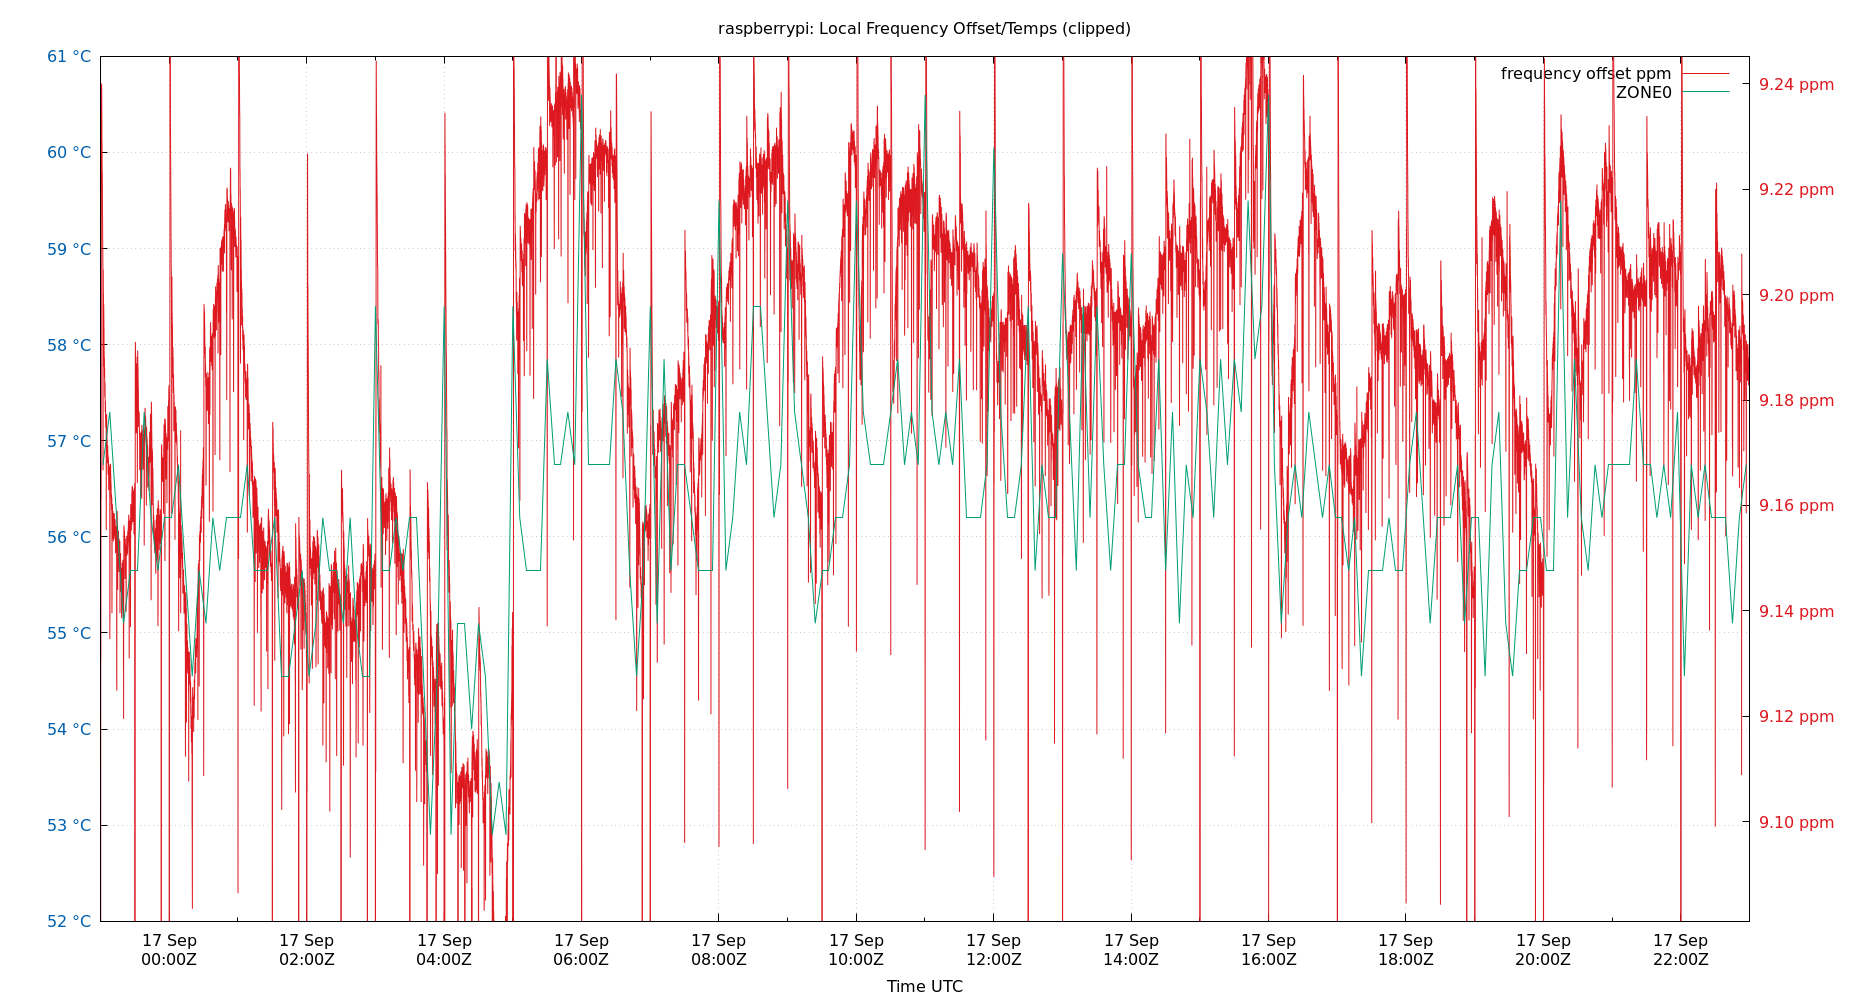 raspberrypi: Local Frequency Offset/Temps (clipped)
61 °C
60 °C
59 °C
58 °C
57 °C
56 °C
55 °C
54 °C
53 °C
52 °C
frequency offset ppm
ZONE0
9.24 ppm
9.22 ppm
9.20 ppm
9.18 ppm
9.16 ppm
9.14 ppm
9.12 ppm
9.10 ppm
17 Sep 17 Sep 17 Sep 17 Sep 17 Sep 17 Sep 17 Sep 17 Sep 17 Sep 17 Sep 17 Sep 17 Sep
00:00Z 02:00Z 04:00Z 06:00Z 08:00Z 10:00Z 12:00Z 14:00Z 16:00Z 18:00Z 20:00Z 22:00Z
Time UTC